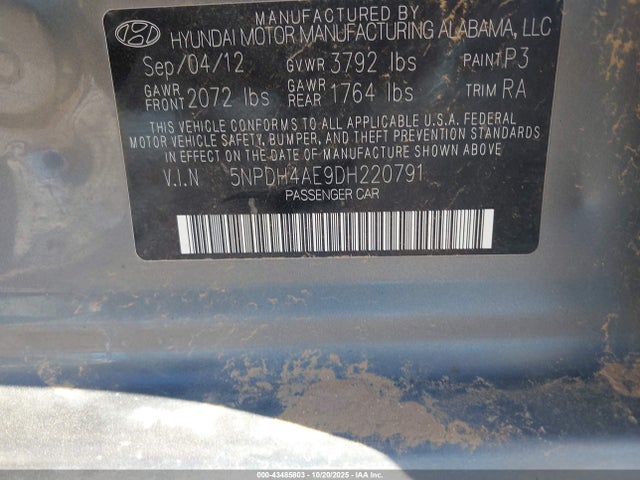 MANUFACTURED BY
HYUNDAI MOTOR MANUFACTURING ALABAMA, LLC
Sep/04/12 GVWR 3792 lbs PAINT P3
GAWR FRONT 2072 lbs GAWR REAR 1764 lbs TRIM RA
THIS VEHICLE CONFORMS TO ALL APPLICABLE U.S.A. FEDERAL
MOTOR VEHICLE SAFETY, BUMPER, AND THEFT PREVENTION STANDARDS
IN EFFECT ON THE DATE OF MANUFACTURE SHOWN ABOVE
V.I.N 5NPDH4AE9DH220791
PASSENGER CAR
000-43485803 | 10/20/2025 | IAAI.com